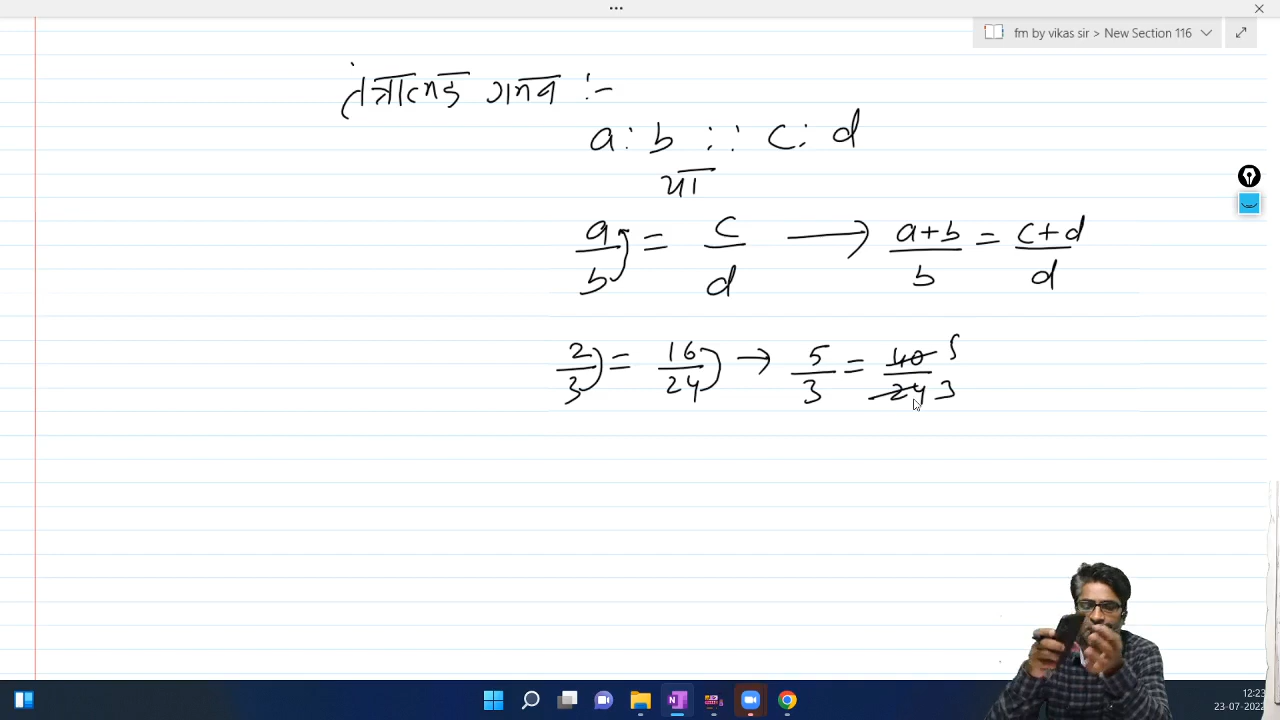 fm by vikas sir > New Section 116
a : b :: c : d
या
a/b = c/d → a+b/b = c+d/d
2/3 = 16/24 → 5/3 = 40/24 5/3
12:23
23-07-2022